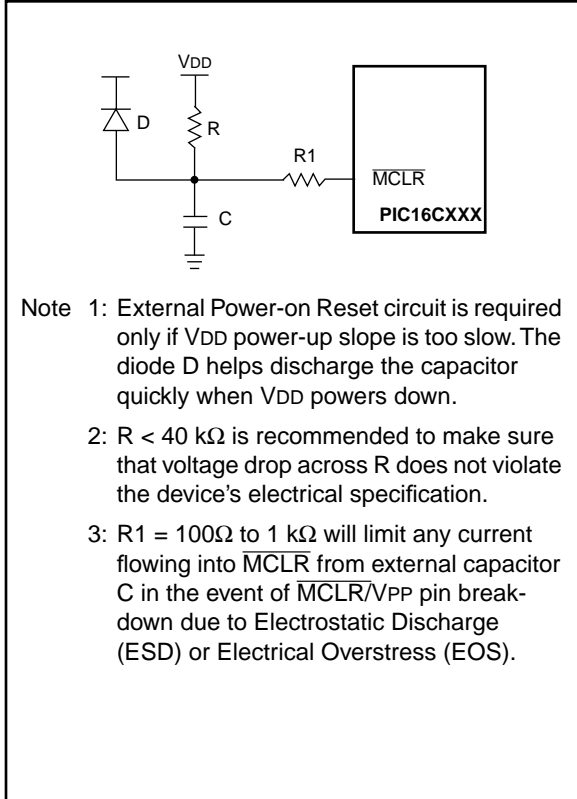 VDD
D
R
R1
MCLR
C
PIC16CXXX
Note 1: External Power-on Reset circuit is required
only if VDD power-up slope is too slow. The
diode D helps discharge the capacitor
quickly when VDD powers down.
2: R < 40 kΩ is recommended to make sure
that voltage drop across R does not violate
the device's electrical specification.
3: R1 = 100Ω to 1 kΩ will limit any current
flowing into MCLR from external capacitor
C in the event of MCLR/VPP pin break-
down due to Electrostatic Discharge
(ESD) or Electrical Overstress (EOS).